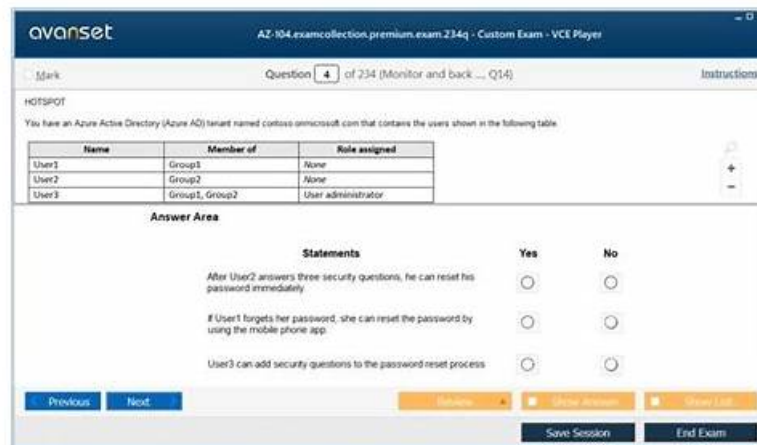 avanset
AZ-104.examcollection.premium.exam.234q - Custom Exam - VCE Player
Mark
Question 4 of 234 (Monitor and back ..., Q14)
Instructions
HOTSPOT
You have an Azure Active Directory (Azure AD) tenant named contoso.onmicrosoft.com that contains the users shown in the following table
Name Member of Role assigned
User1 Group1 None
User2 Group2 None
User3 Group1, Group2 User administrator
Answer Area
Statements Yes No
After User2 answers three security questions, he can reset his
password immediately
If User1 forgets her password, she can reset the password by
using the mobile phone app
User3 can add security questions to the password reset process
Previous Next Review Show Answer Show List
Save Session End Exam